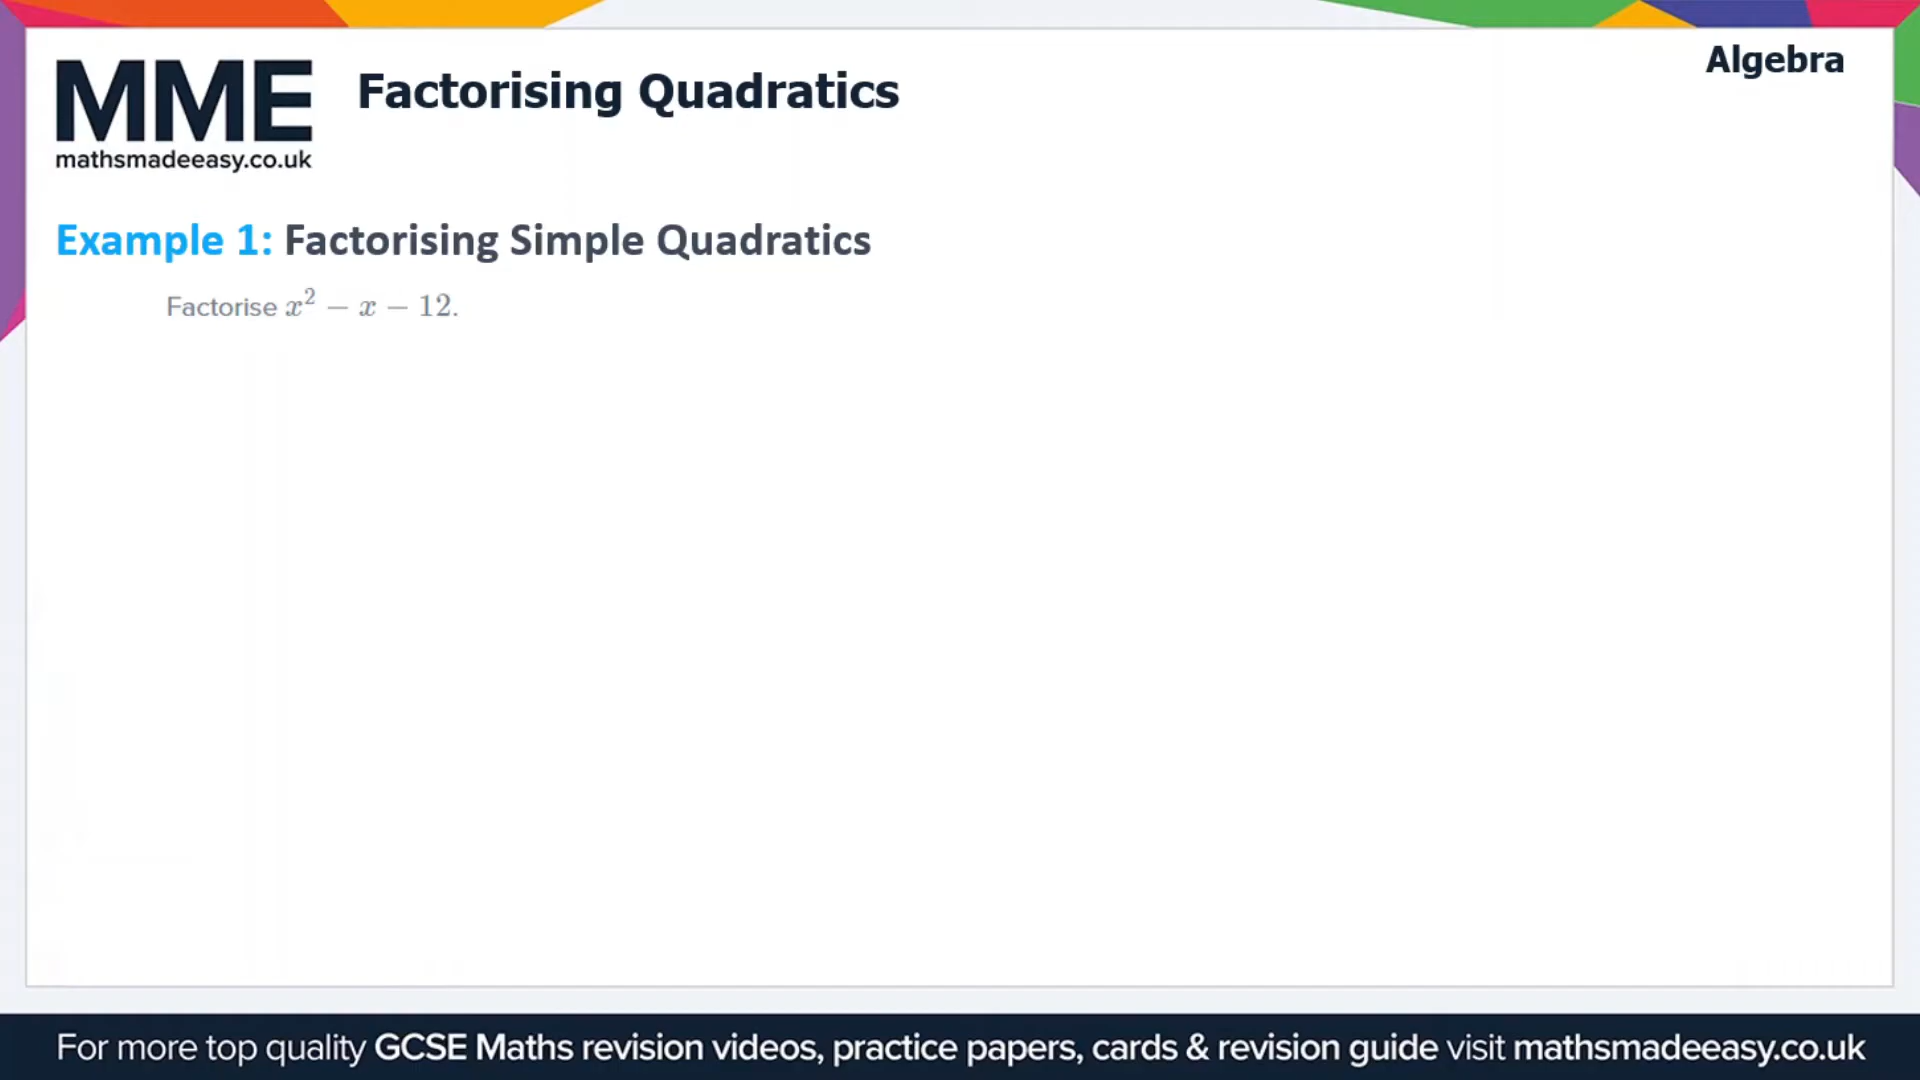 MME
mathsmadeeasy.co.uk
Factorising Quadratics
Algebra
Example 1: Factorising Simple Quadratics
Factorise x² − x − 12.
For more top quality GCSE Maths revision videos, practice papers, cards & revision guide visit mathsmadeeasy.co.uk